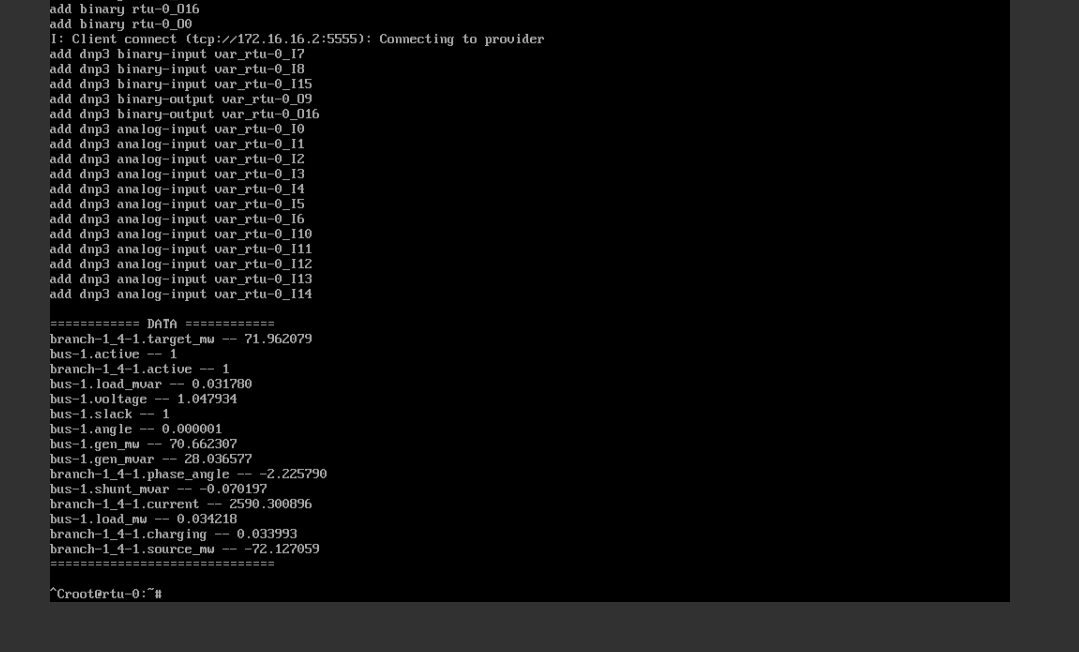 add binary rtu-0_O16
add binary rtu-0_O0
I: Client connect (tcp://172.16.16.2:5555): Connecting to provider
add dnp3 binary-input var_rtu-0_I7
add dnp3 binary-input var_rtu-0_I8
add dnp3 binary-input var_rtu-0_I15
add dnp3 binary-output var_rtu-0_O9
add dnp3 binary-output var_rtu-0_O16
add dnp3 analog-input var_rtu-0_I0
add dnp3 analog-input var_rtu-0_I1
add dnp3 analog-input var_rtu-0_I2
add dnp3 analog-input var_rtu-0_I3
add dnp3 analog-input var_rtu-0_I4
add dnp3 analog-input var_rtu-0_I5
add dnp3 analog-input var_rtu-0_I6
add dnp3 analog-input var_rtu-0_I10
add dnp3 analog-input var_rtu-0_I11
add dnp3 analog-input var_rtu-0_I12
add dnp3 analog-input var_rtu-0_I13
add dnp3 analog-input var_rtu-0_I14
============ DATA ============
branch-1_4-1.target_mw -- 71.962079
bus-1.active -- 1
branch-1_4-1.active -- 1
bus-1.load_mvar -- 0.031780
bus-1.voltage -- 1.047934
bus-1.slack -- 1
bus-1.angle -- 0.000001
bus-1.gen_mw -- 70.662307
bus-1.gen_mvar -- 28.036577
branch-1_4-1.phase_angle -- -2.225790
bus-1.shunt_mvar -- -0.070197
branch-1_4-1.current -- 2590.300896
bus-1.load_mw -- 0.034218
branch-1_4-1.charging -- 0.033993
branch-1_4-1.source_mw -- -72.127059
==============================
^Croot@rtu-0:~#